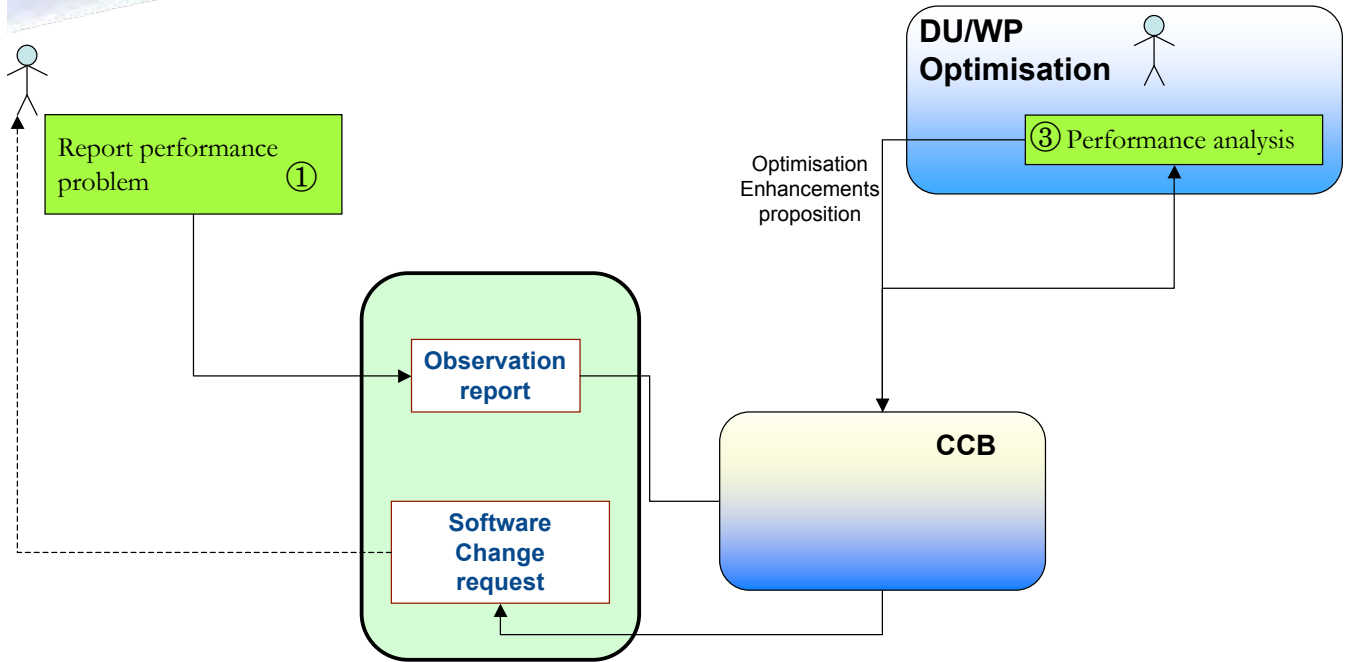 DU/WP
Optimisation
Report performance
problem ①
③ Performance analysis
Optimisation
Enhancements
proposition
Observation
report
CCB
Software
Change
request